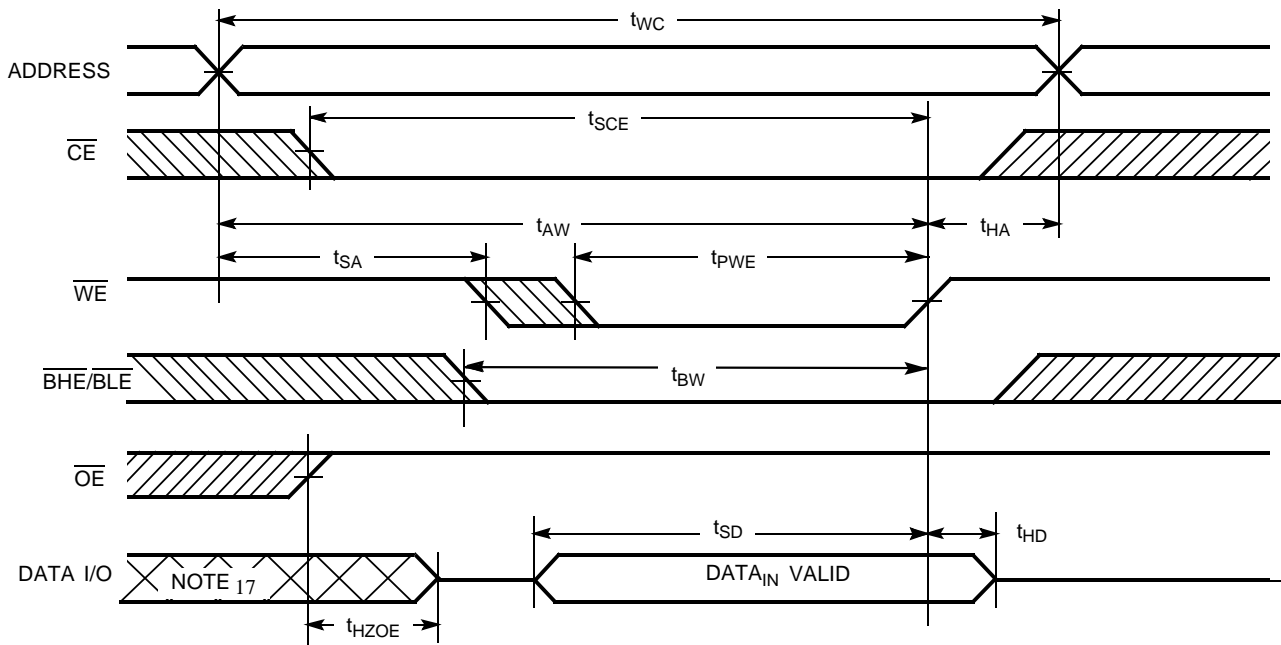 tWC
ADDRESS
tSCE
CE
tAW
tHA
tSA
tPWE
WE
BHE/BLE
tBW
OE
tSD
tHD
DATA I/O
NOTE 17
DATAIN VALID
tHZOE